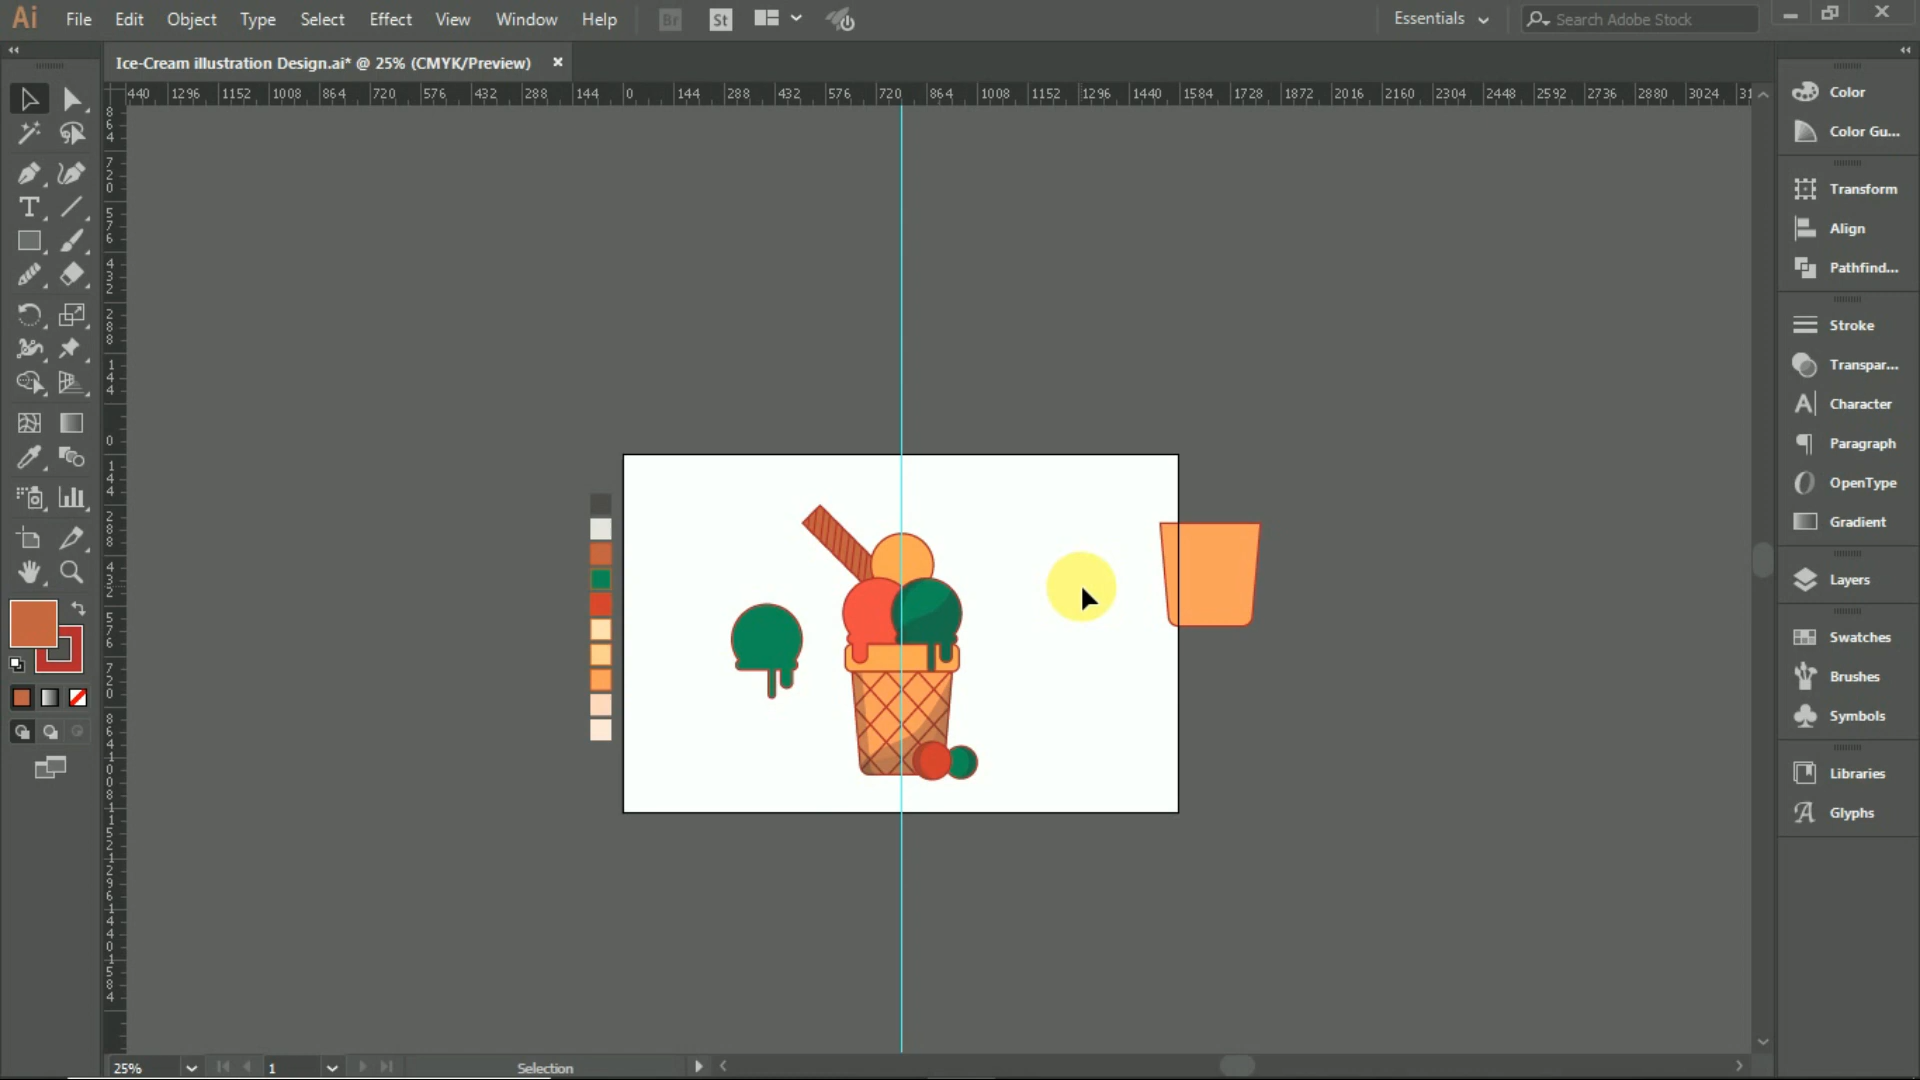 Ai File Edit Object Type Select Effect View Window Help Br St Essentials Search Adobe Stock
Ice-Cream illustration Design.ai* @ 25% (CMYK/Preview)
440 1296 1152 1008 864 720 576 432 288 144 0 144 288 432 576 720 864 1008 1152 1296 1440 1584 1728 1872 2016 2160 2304 2448 2592 2736 2880 3024
Color
Color Gu...
Transform
Align
Pathfind...
Stroke
Transpar...
Character
Paragraph
OpenType
Gradient
Layers
Swatches
Brushes
Symbols
Libraries
Glyphs
25% 1 Selection